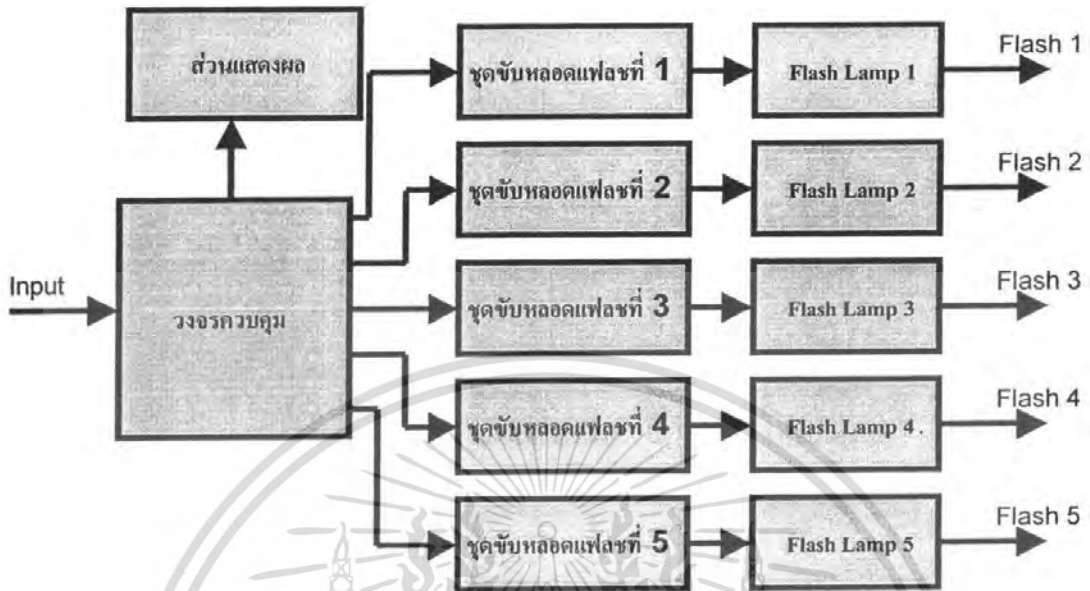 ส่วนแสดงผล
ชุดขับหลอดแฟลชที่ 1
Flash Lamp 1
Flash 1
ชุดขับหลอดแฟลชที่ 2
Flash Lamp 2
Flash 2
Input
วงจรควบคุม
ชุดขับหลอดแฟลชที่ 3
Flash Lamp 3
Flash 3
ชุดขับหลอดแฟลชที่ 4
Flash Lamp 4 .
Flash 4
ชุดขับหลอดแฟลชที่ 5
Flash Lamp 5
Flash 5